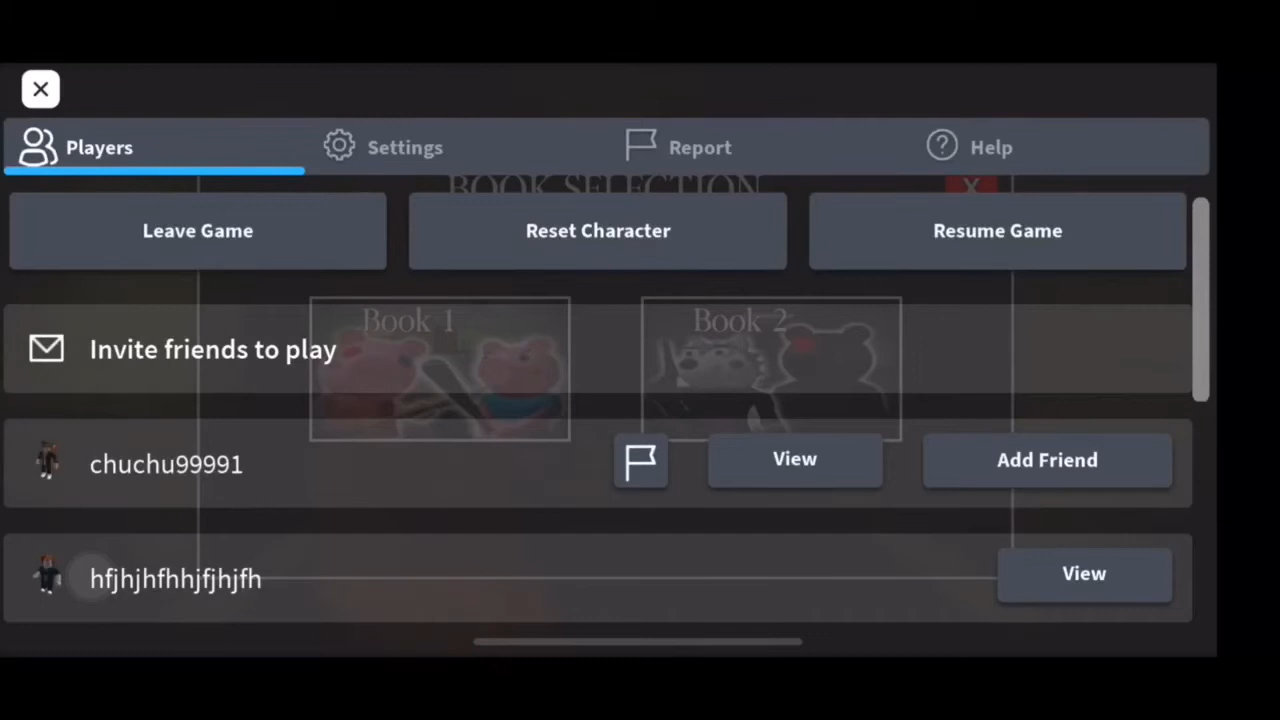 X
Players
Settings
Report
Help
BOOK SELECTION
X
Leave Game
Reset Character
Resume Game
Book 1
Book 2
Invite friends to play
chuchu99991
View
Add Friend
hfjhjhfhhjfjhjfh
View